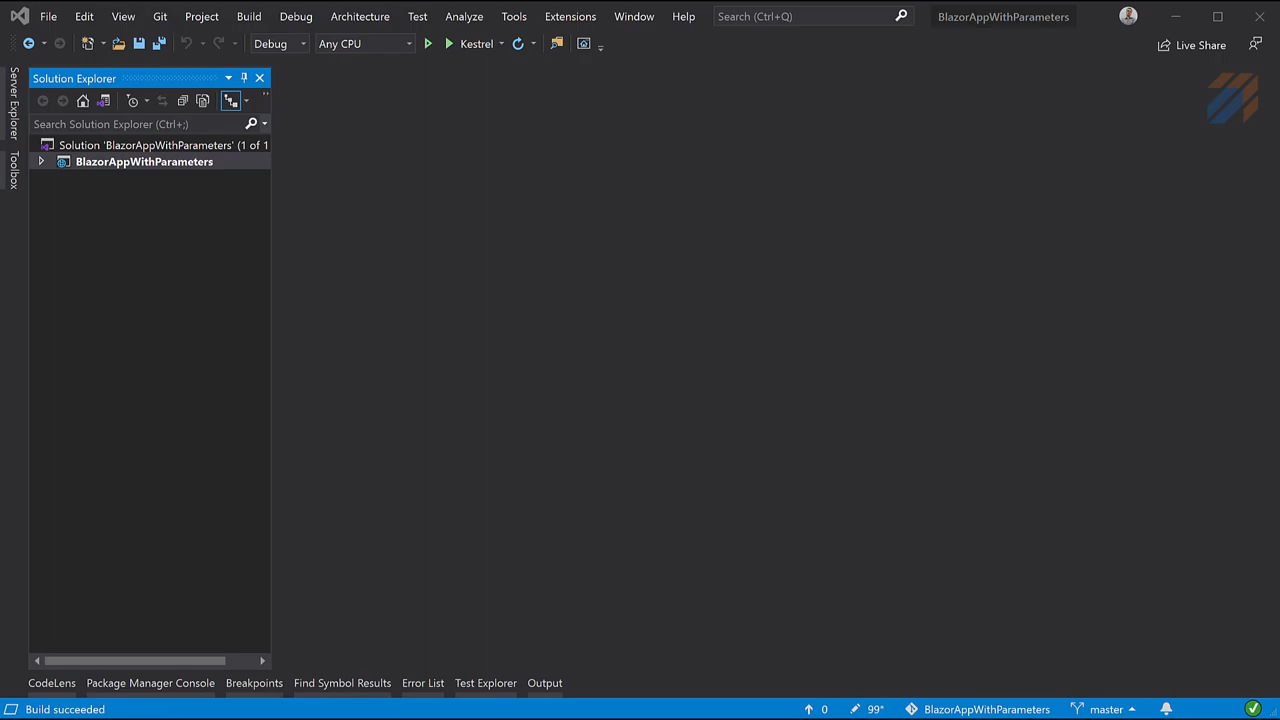 File Edit View Git Project Build Debug Architecture Test Analyze Tools Extensions Window Help Search (Ctrl+Q) BlazorAppWithParameters
Debug Any CPU Kestrel Live Share
Server Explorer
Toolbox
Solution Explorer
Search Solution Explorer (Ctrl+;)
Solution 'BlazorAppWithParameters' (1 of 1
BlazorAppWithParameters
CodeLens Package Manager Console Breakpoints Find Symbol Results Error List Test Explorer Output
Build succeeded 0 99* BlazorAppWithParameters master